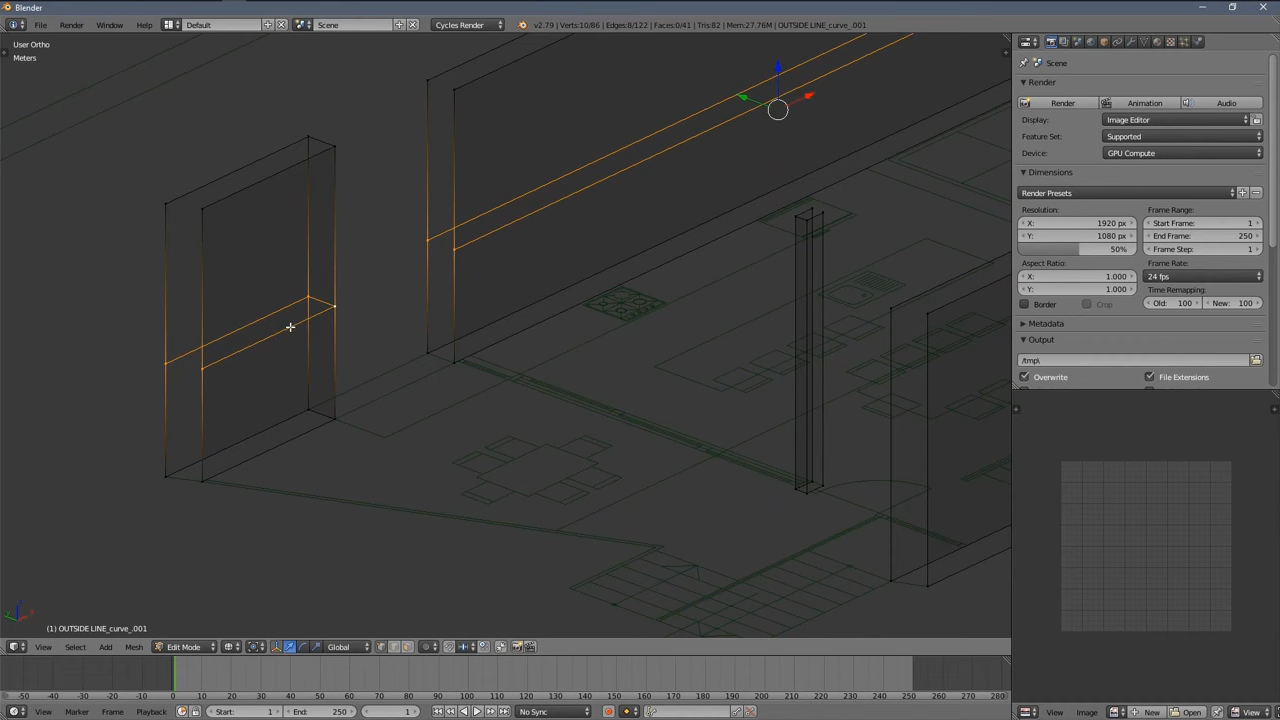 Blender
File Render Window Help Default Scene Cycles Render v2.79 | Verts:10/86 | Edges:8/122 | Faces:0/41 | Tris:82 | Mem:27.76M | OUTSIDE LINE_curve_.001
User Ortho
Meters
Scene
Render
Render Animation Audio
Display: Image Editor
Feature Set: Supported
Device: GPU Compute
Dimensions
Render Presets
Resolution: Frame Range:
X: 1920 px Start Frame: 1
Y: 1080 px End Frame: 250
50% Frame Step: 1
Aspect Ratio: Frame Rate:
X: 1.000 24 fps
Y: 1.000 Time Remapping:
Border Crop Old: 100 New: 100
Metadata
Output
/tmp\
Overwrite File Extensions
(1) OUTSIDE LINE_curve_.001
View Select Add Mesh Edit Mode Global
-50 -40 -30 -20 -10 0 10 20 30 40 50 60 70 80 90 100 110 120 130 140 150 160 170 180 190 200 210 220 230 240 250 260 270 280
View Marker Frame Playback Start: 1 End: 250 1 No Sync
View Image New Open View